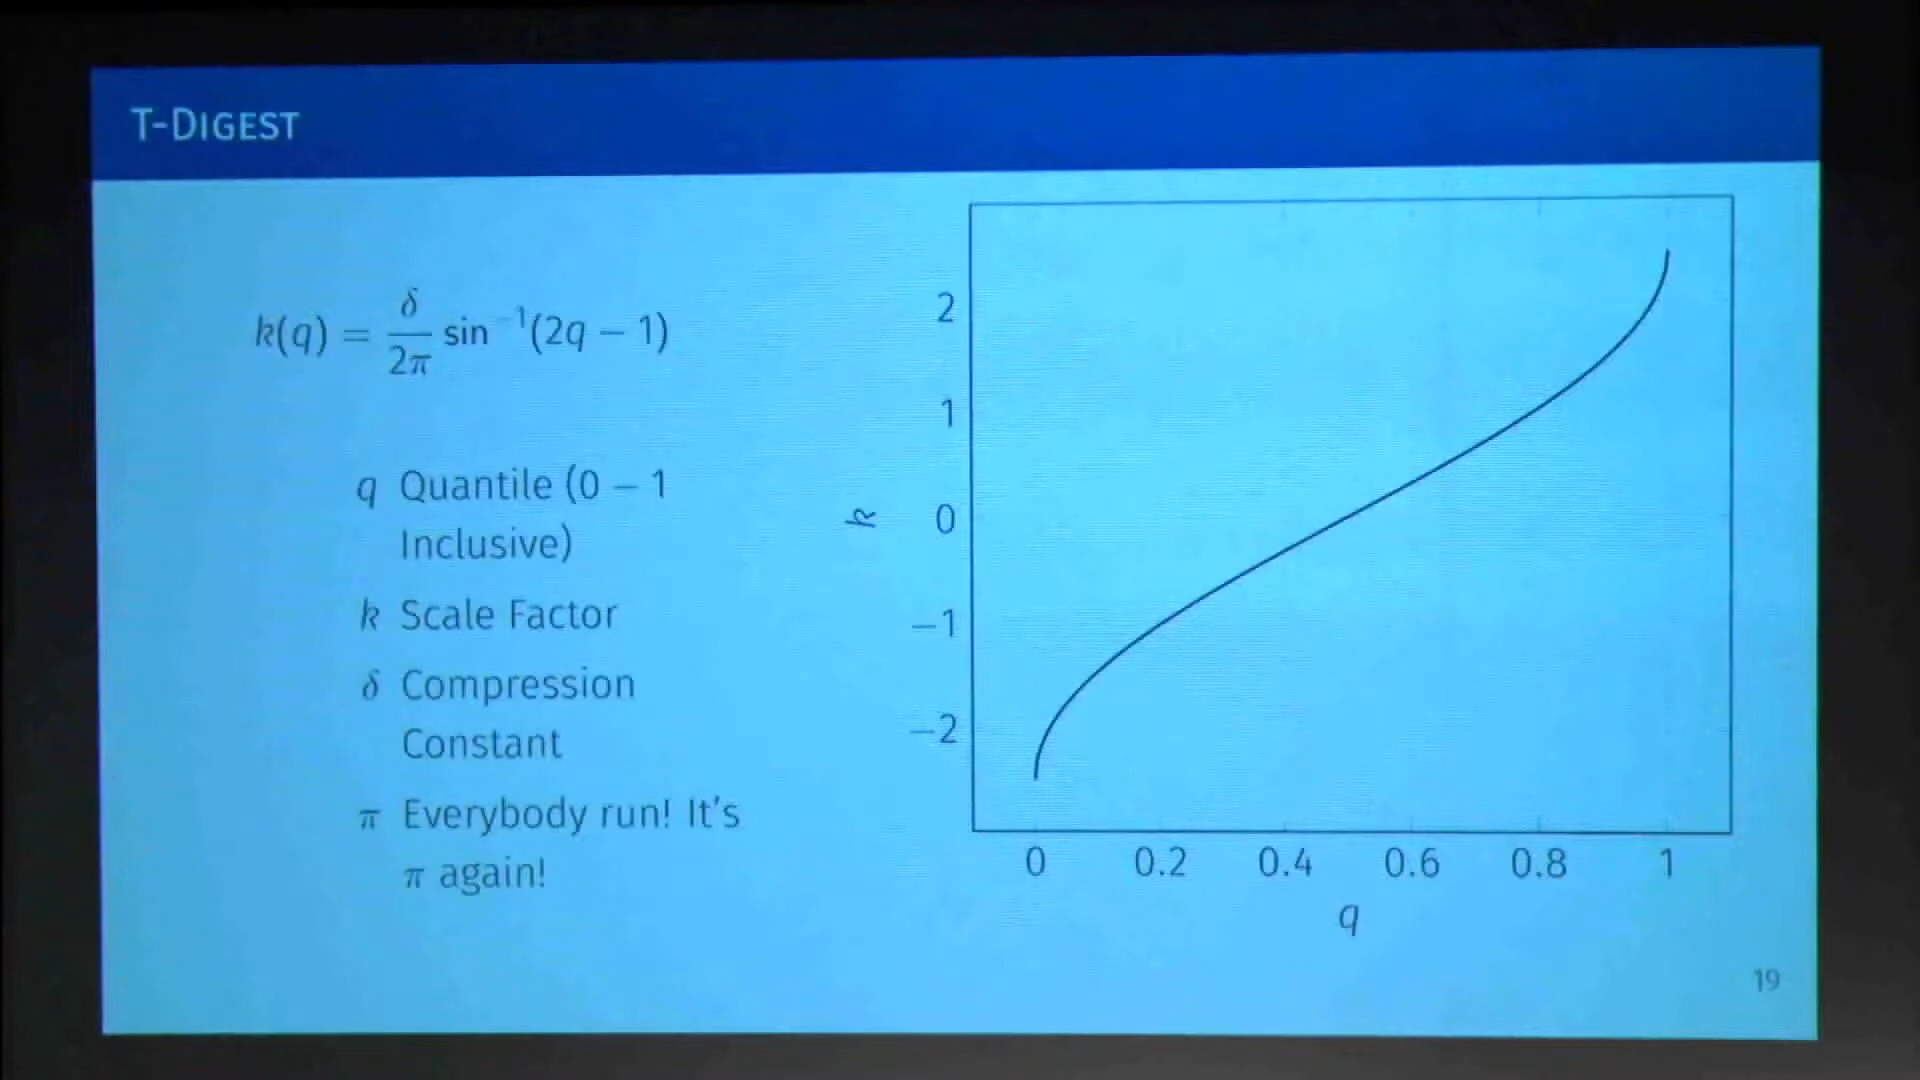 T-DIGEST
k(q) = δ/2π sin⁻¹(2q − 1)
q Quantile (0 − 1
Inclusive)
k Scale Factor
δ Compression
Constant
π Everybody run! It's
π again!
2
1
0
−1
−2
k
0 0.2 0.4 0.6 0.8 1
q
19